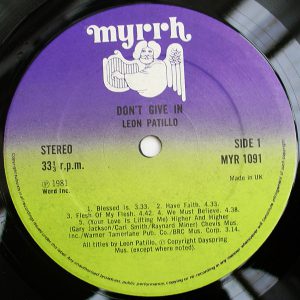 myrrh
DON'T GIVE IN
LEON PATILLO
STEREO
33⅓ r.p.m.
SIDE 1
MYR 1091
℗ 1981
Word Inc.
Made in UK
1. Blessed Is. 3.33. 2. Have Faith. 4.33.
3. Flesh Of My Flesh. 4.42. 4. We Must Believe. 4.38.
5. (Your Love Is Lifting Me) Higher And Higher
(Gary Jackson/Carl Smith/Raynard Miner) Chevis Mus.
Inc./Warner Tamerlane Pub. Co./BRC Mus. Corp. 3.14.
All titles by Leon Patillo, © Copyright Dayspring
Mus. (except where noted).